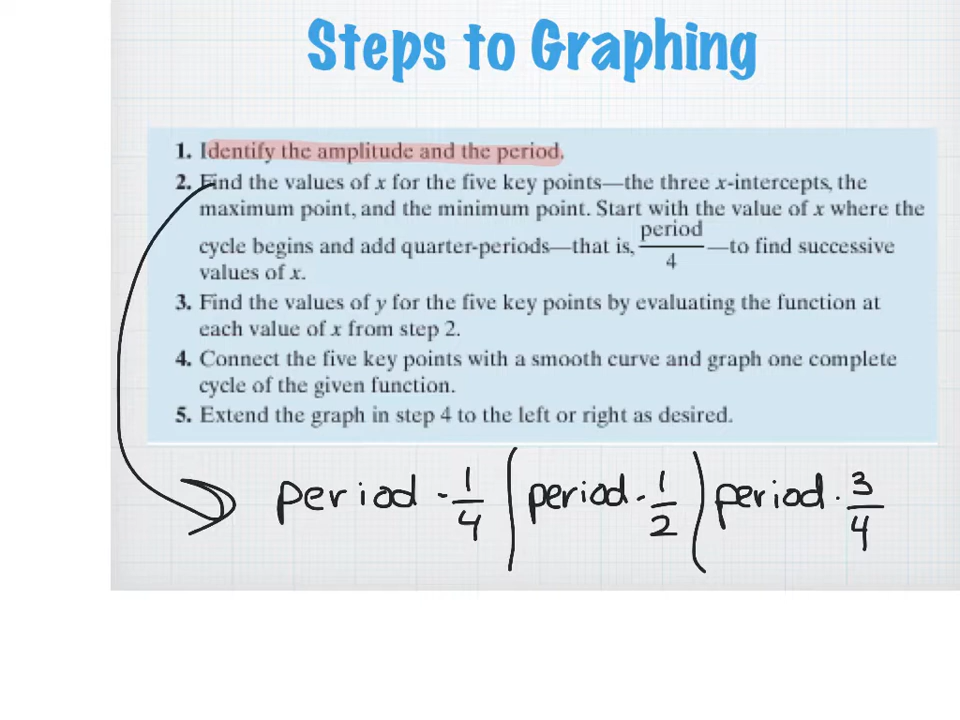 Steps to Graphing
1. Identify the amplitude and the period.
2. Find the values of x for the five key points—the three x-intercepts, the
maximum point, and the minimum point. Start with the value of x where the
cycle begins and add quarter-periods—that is, period/4—to find successive
values of x.
3. Find the values of y for the five key points by evaluating the function at
each value of x from step 2.
4. Connect the five key points with a smooth curve and graph one complete
cycle of the given function.
5. Extend the graph in step 4 to the left or right as desired.
period · 1/4 | period · 1/2 | period · 3/4